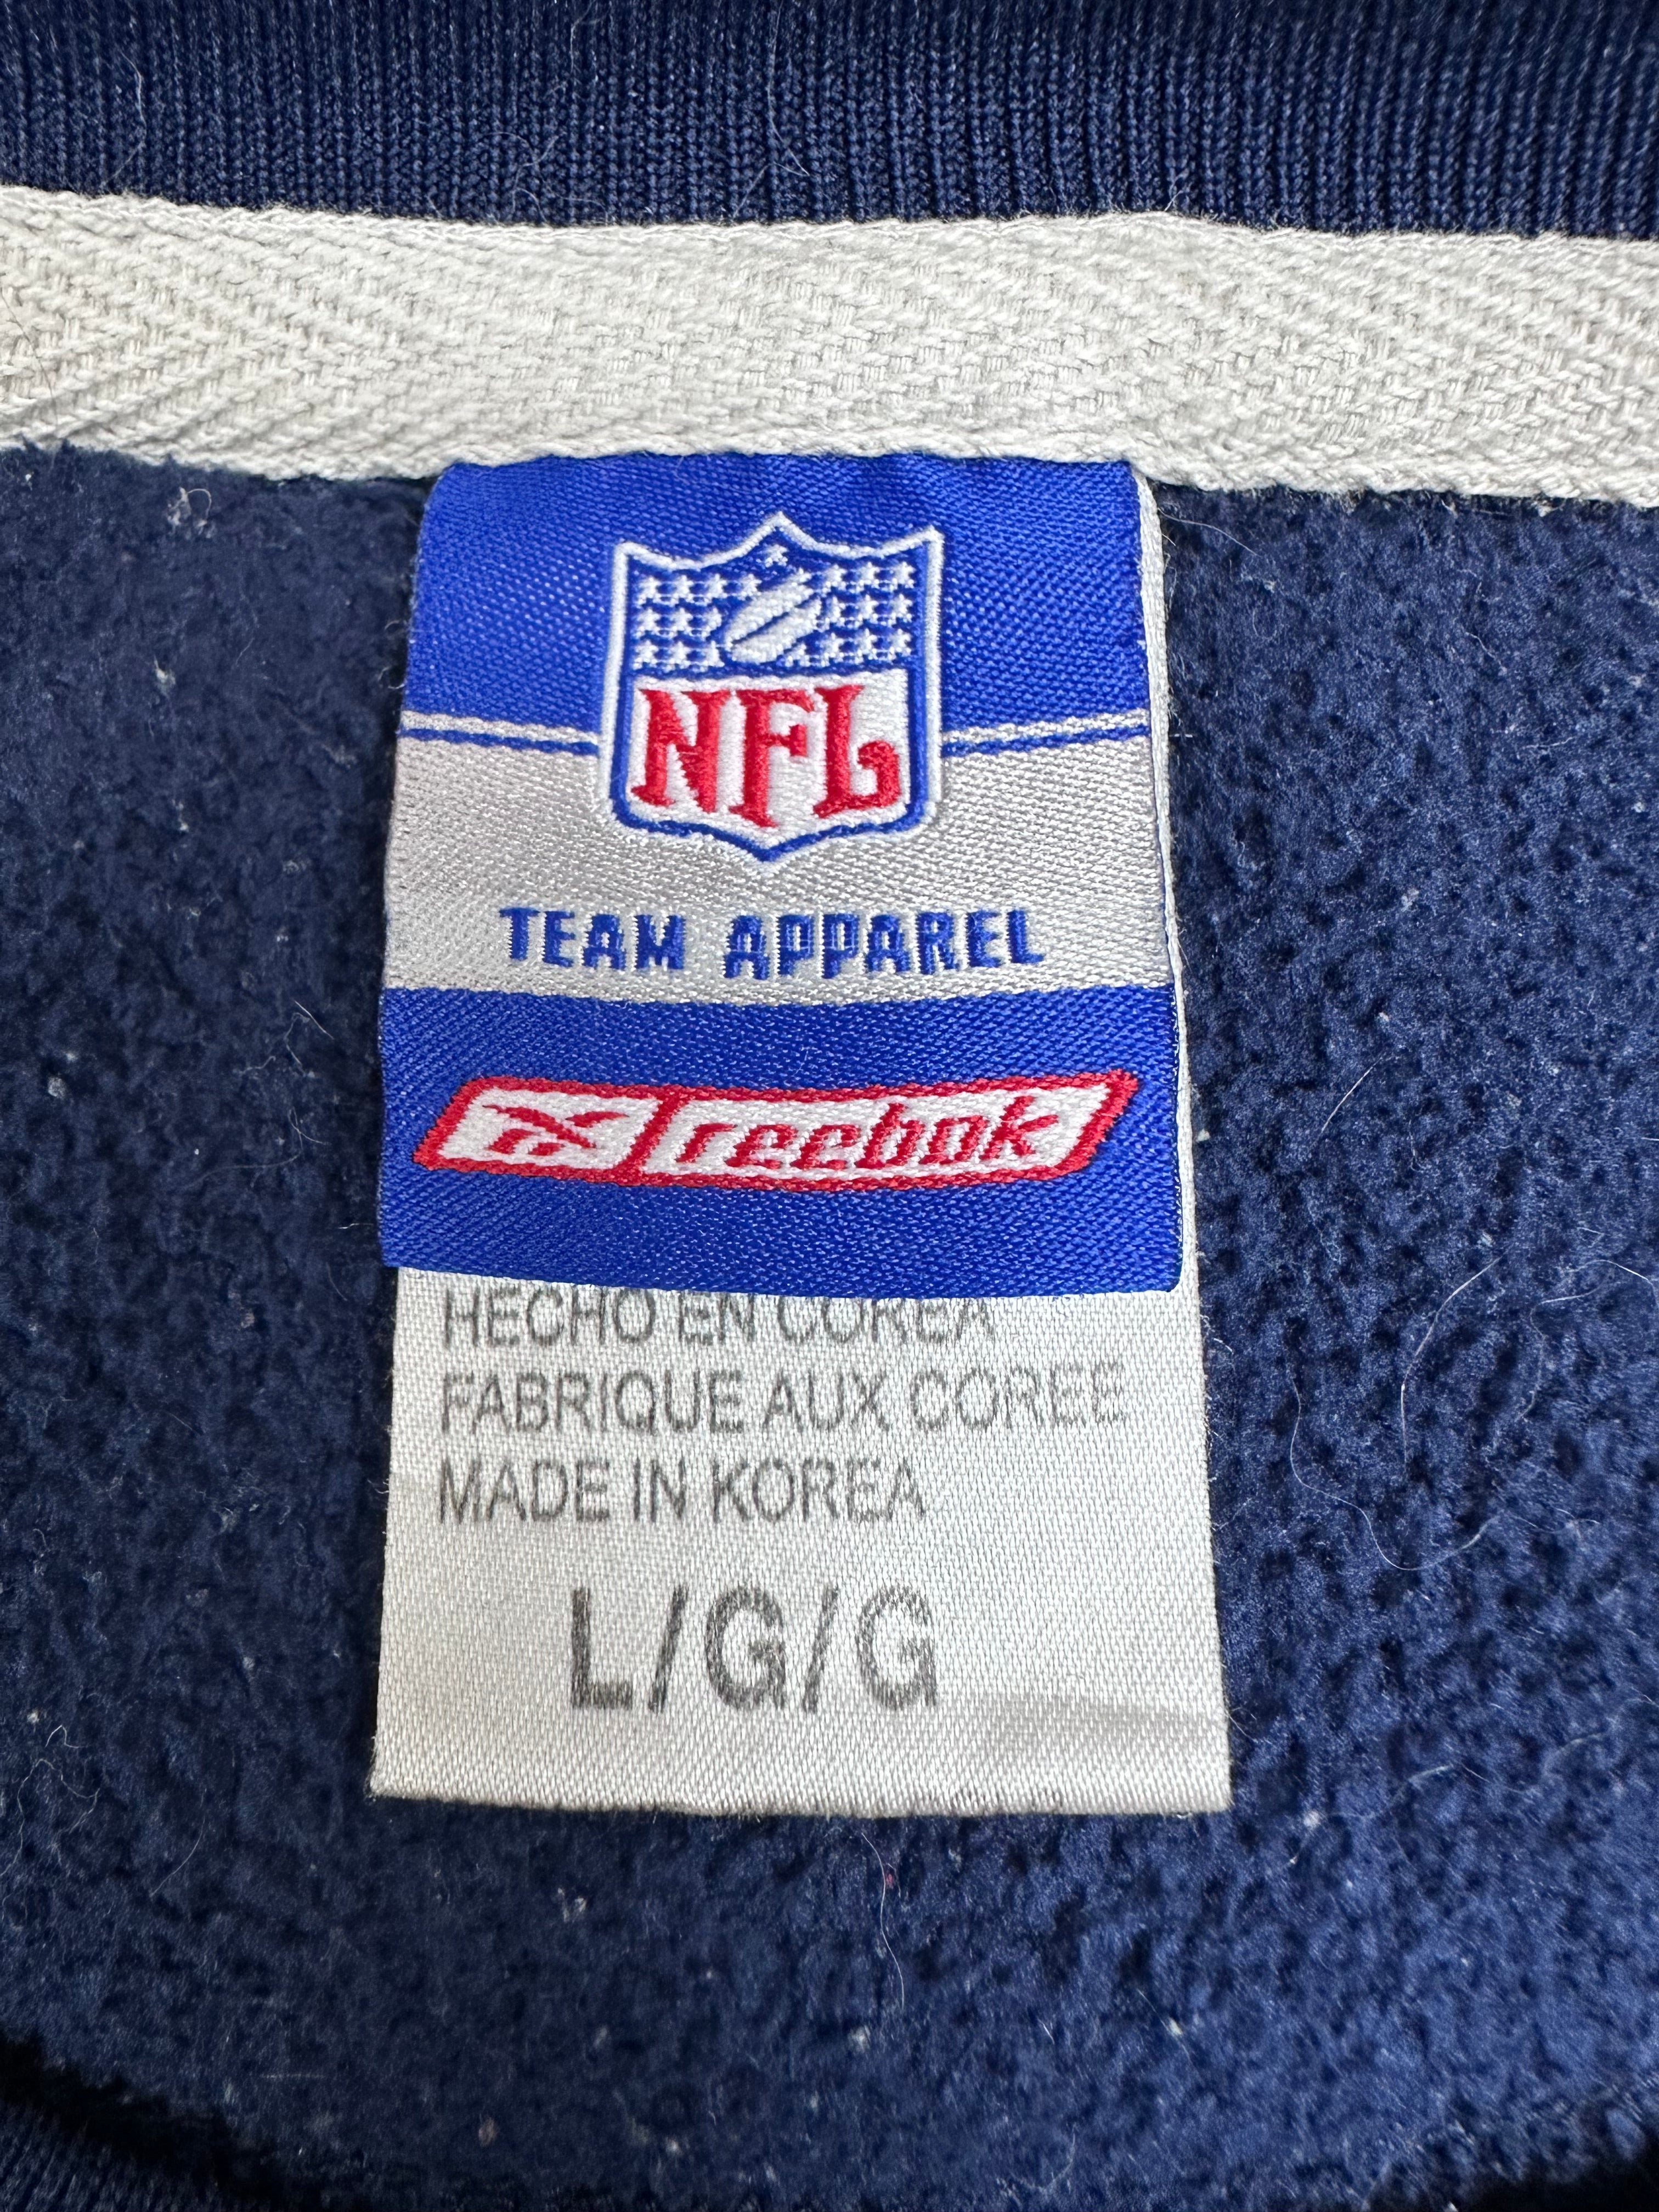 NFL
TEAM APPAREL
Reebok
HECHO EN COREA
FABRIQUE AUX COREE
MADE IN KOREA
L/G/G